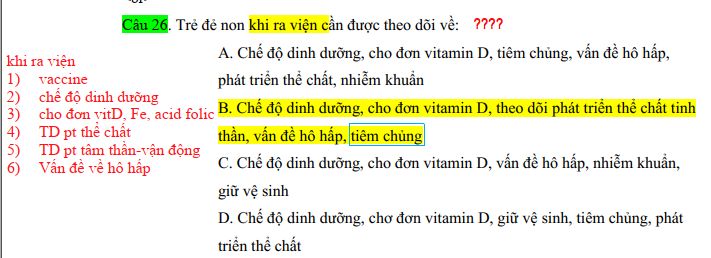 Câu 26. Trẻ đẻ non khi ra viện cần được theo dõi về: ????
A. Chế độ dinh dưỡng, cho đơn vitamin D, tiêm chủng, vấn đề hô hấp,
phát triển thể chất, nhiễm khuẩn
B. Chế độ dinh dưỡng, cho đơn vitamin D, theo dõi phát triển thể chất tinh
thần, vấn đề hô hấp, tiêm chủng
C. Chế độ dinh dưỡng, cho đơn vitamin D, vấn đề hô hấp, nhiễm khuẩn,
giữ vệ sinh
D. Chế độ dinh dưỡng, chơ đơn vitamin D, giữ vệ sinh, tiêm chủng, phát
triển thể chất
khi ra viện
1) vaccine
2) chế độ dinh dưỡng
3) cho đơn vitD, Fe, acid folic
4) TD pt thể chất
5) TD pt tâm thần-vận động
6) Vấn đề về hô hấp